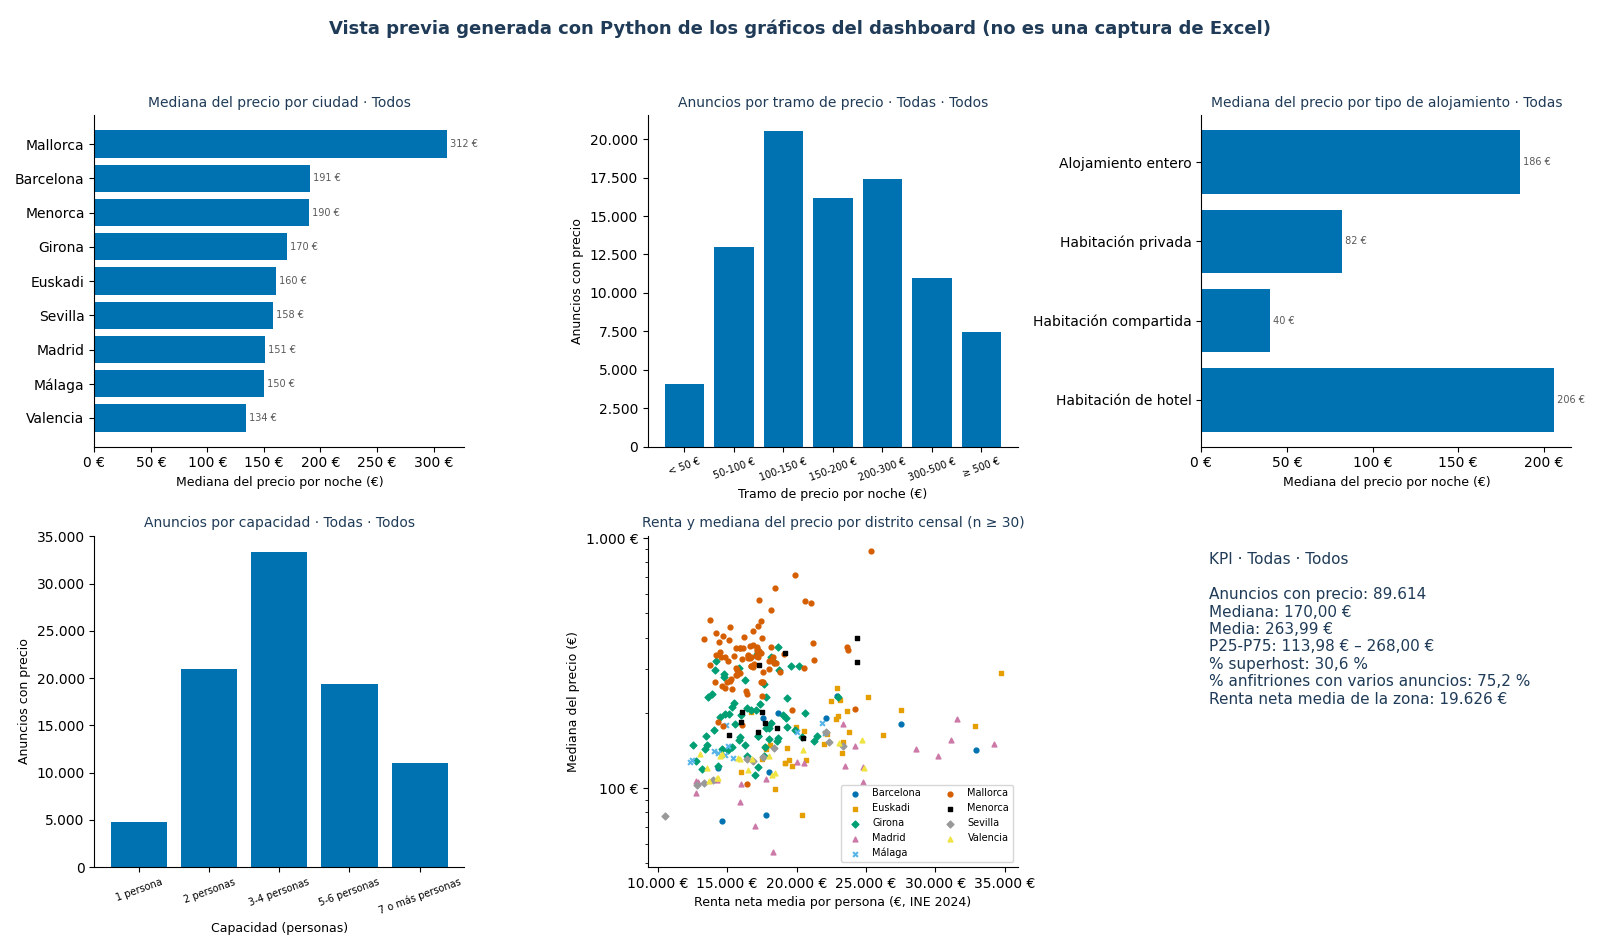 Vista previa generada con Python de los gráficos del dashboard (no es una captura de Excel)
Mediana del precio por ciudad · Todos
Mallorca
312 €
Barcelona
191 €
Menorca
190 €
Girona
170 €
Euskadi
160 €
Sevilla
158 €
Madrid
151 €
Málaga
150 €
Valencia
134 €
0 € 50 € 100 € 150 € 200 € 250 € 300 €
Mediana del precio por noche (€)
Anuncios por tramo de precio · Todas · Todos
Anuncios con precio
20.000
17.500
15.000
12.500
10.000
7.500
5.000
2.500
0
< 50 € 50-100 € 100-150 € 150-200 € 200-300 € 300-500 € ≥ 500 €
Tramo de precio por noche (€)
Mediana del precio por tipo de alojamiento · Todas
Alojamiento entero
186 €
Habitación privada
82 €
Habitación compartida
40 €
Habitación de hotel
206 €
0 € 50 € 100 € 150 € 200 €
Mediana del precio por noche (€)
Anuncios por capacidad · Todas · Todos
Anuncios con precio
35.000
30.000
25.000
20.000
15.000
10.000
5.000
0
1 persona 2 personas 3-4 personas 5-6 personas 7 o más personas
Capacidad (personas)
Renta y mediana del precio por distrito censal (n ≥ 30)
Mediana del precio (€)
1.000 €
100 €
Barcelona
Euskadi
Girona
Madrid
Málaga
Mallorca
Menorca
Sevilla
Valencia
10.000 € 15.000 € 20.000 € 25.000 € 30.000 € 35.000 €
Renta neta media por persona (€, INE 2024)
KPI · Todas · Todos
Anuncios con precio: 89.614
Mediana: 170,00 €
Media: 263,99 €
P25-P75: 113,98 € – 268,00 €
% superhost: 30,6 %
% anfitriones con varios anuncios: 75,2 %
Renta neta media de la zona: 19.626 €